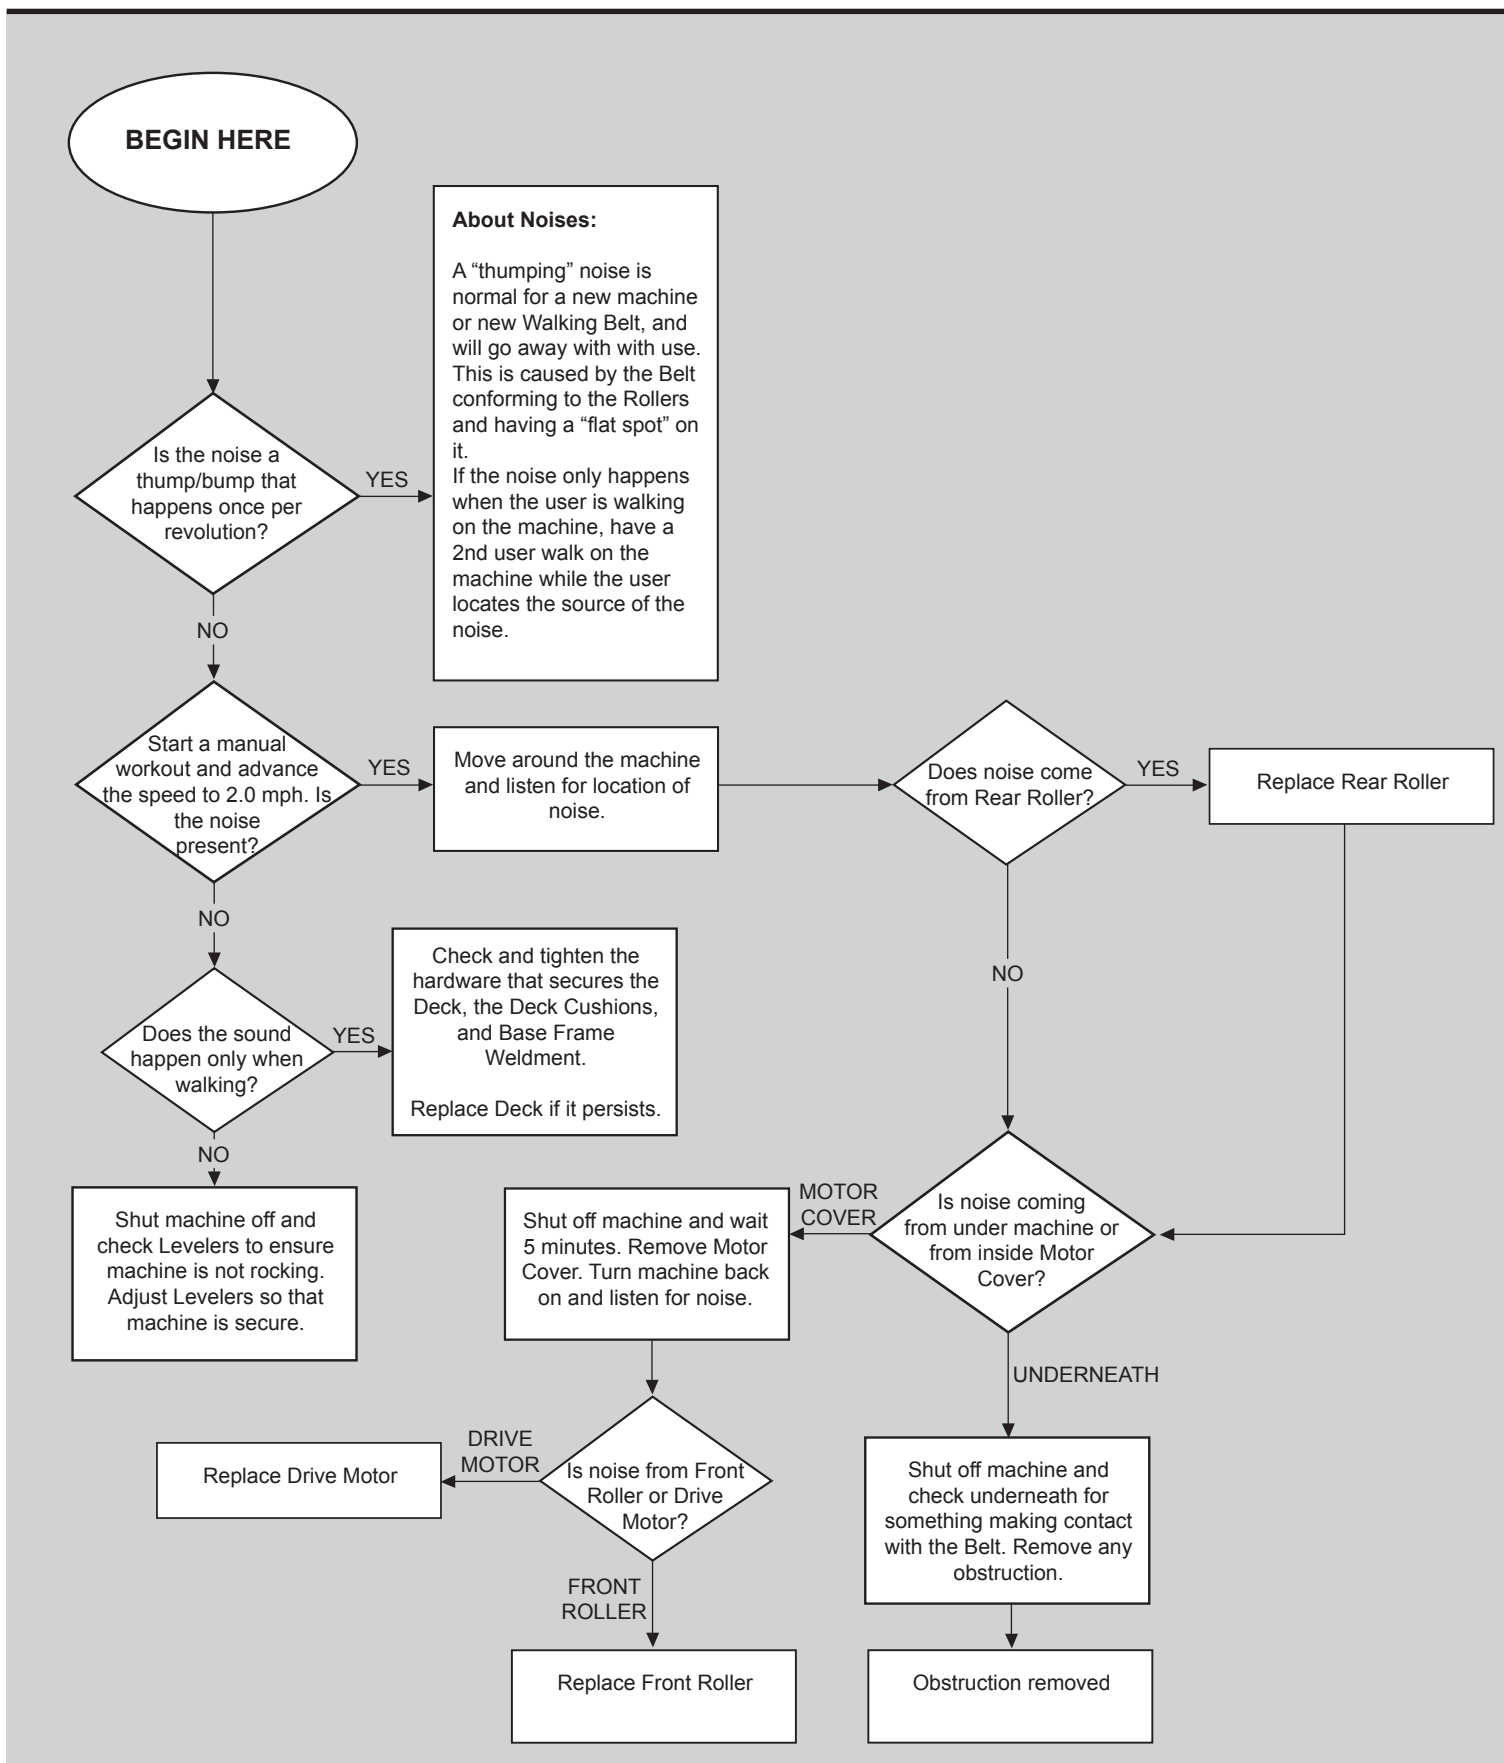 BEGIN HERE
About Noises:
A “thumping” noise is
normal for a new machine
or new Walking Belt, and
will go away with with use.
This is caused by the Belt
conforming to the Rollers
and having a “flat spot” on
it.
If the noise only happens
when the user is walking
on the machine, have a
2nd user walk on the
machine while the user
locates the source of the
noise.
Is the noise a
thump/bump that
happens once per
revolution?
YES
NO
Start a manual
workout and advance
the speed to 2.0 mph. Is
the noise
present?
YES
Move around the machine
and listen for location of
noise.
Does noise come
from Rear Roller?
YES
Replace Rear Roller
NO
NO
Does the sound
happen only when
walking?
YES
Check and tighten the
hardware that secures the
Deck, the Deck Cushions,
and Base Frame
Weldment.
Replace Deck if it persists.
NO
Shut machine off and
check Levelers to ensure
machine is not rocking.
Adjust Levelers so that
machine is secure.
Is noise coming
from under machine or
from inside Motor
Cover?
MOTOR
COVER
Shut off machine and wait
5 minutes. Remove Motor
Cover. Turn machine back
on and listen for noise.
UNDERNEATH
Is noise from Front
Roller or Drive
Motor?
DRIVE
MOTOR
Replace Drive Motor
FRONT
ROLLER
Replace Front Roller
Shut off machine and
check underneath for
something making contact
with the Belt. Remove any
obstruction.
Obstruction removed